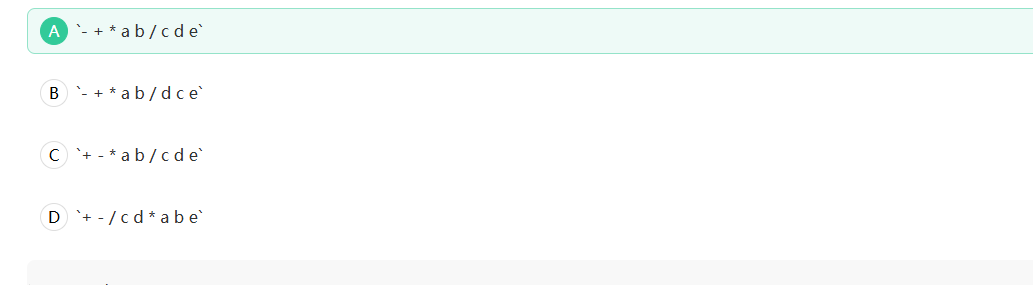 A `- + * a b / c d e`
B `- + * a b / d c e`
C `+ - * a b / c d e`
D `+ - / c d * a b e`